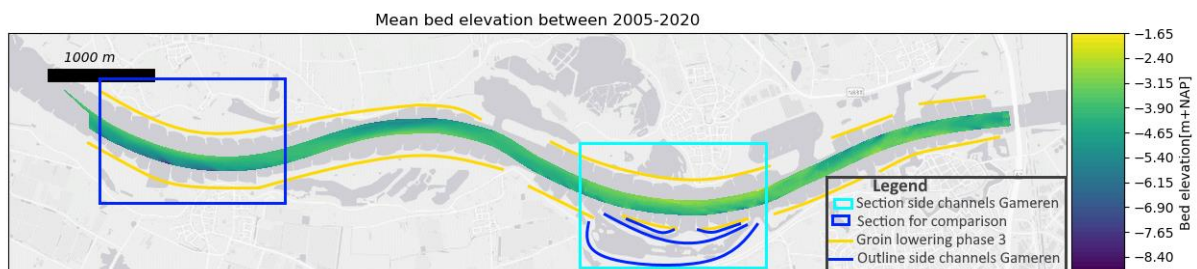 Mean bed elevation between 2005-2020
1000 m
Legend
Section side channels Gameren
Section for comparison
Groin lowering phase 3
Outline side channels Gameren
−1.65
−2.40
−3.15
−3.90
−4.65
−5.40
−6.15
−6.90
−7.65
−8.40
Bed elevation[m+NAP]